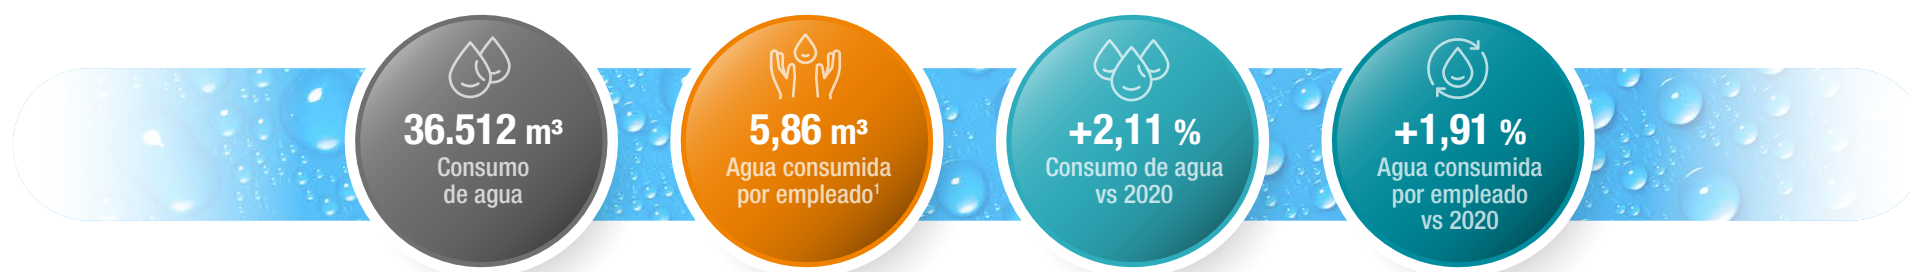 36.512 m³
Consumo
de agua
5,86 m³
Agua consumida
por empleado¹
+2,11 %
Consumo de agua
vs 2020
+1,91 %
Agua consumida
por empleado
vs 2020